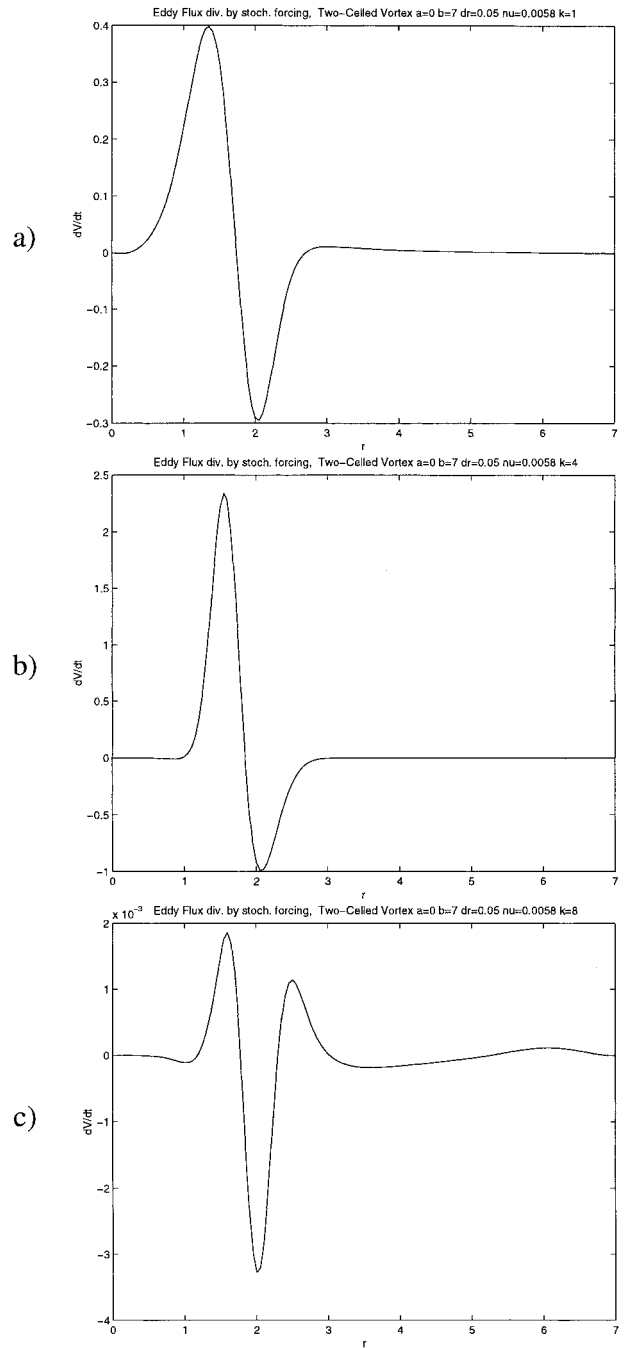 Eddy Flux div. by stoch. forcing, Two-Celled Vortex a=0 b=7 dr=0.05 nu=0.0058 k=1
0.4
0.3
0.2
0.1
0
-0.1
-0.2
-0.3
dV/dt
a)
0 1 2 3 4 5 6 7
r
Eddy Flux div. by stoch. forcing, Two-Celled Vortex a=0 b=7 dr=0.05 nu=0.0058 k=4
2.5
2
1.5
1
0.5
0
-0.5
-1
dV/dt
b)
0 1 2 3 4 5 6 7
r
x 10⁻³ Eddy Flux div. by stoch. forcing, Two-Celled Vortex a=0 b=7 dr=0.05 nu=0.0058 k=8
2
1
0
-1
-2
-3
-4
dV/dt
c)
0 1 2 3 4 5 6 7
r